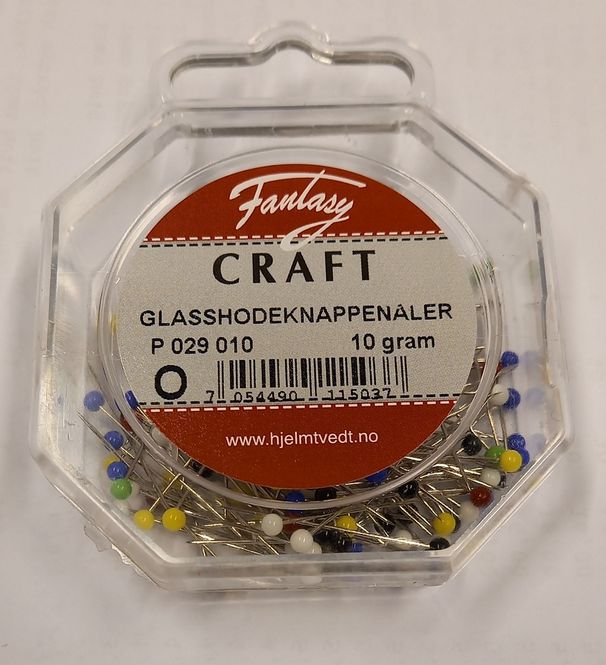 Fantasy
CRAFT
GLASSHODEKNAPPENÅLER
P 029 010 10 gram
O
7 054490 115037
www.hjelmtvedt.no